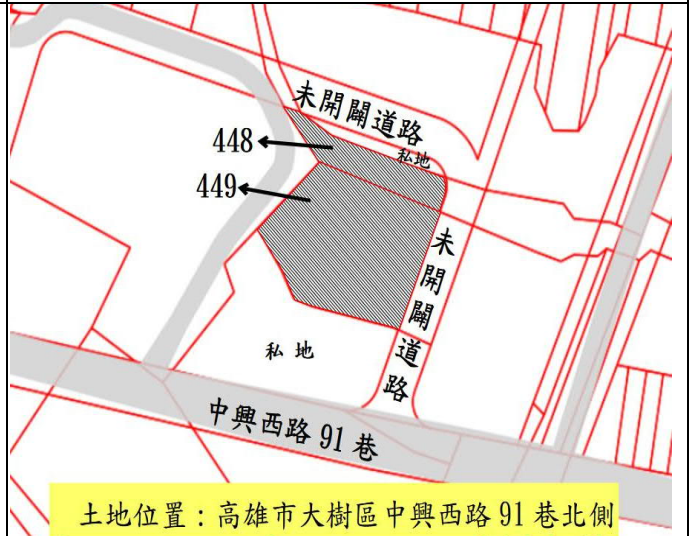 未開闢道路
448
私地
449
未開闢道路
私地
中興西路 91 巷
土地位置：高雄市大樹區中興西路 91 巷北側